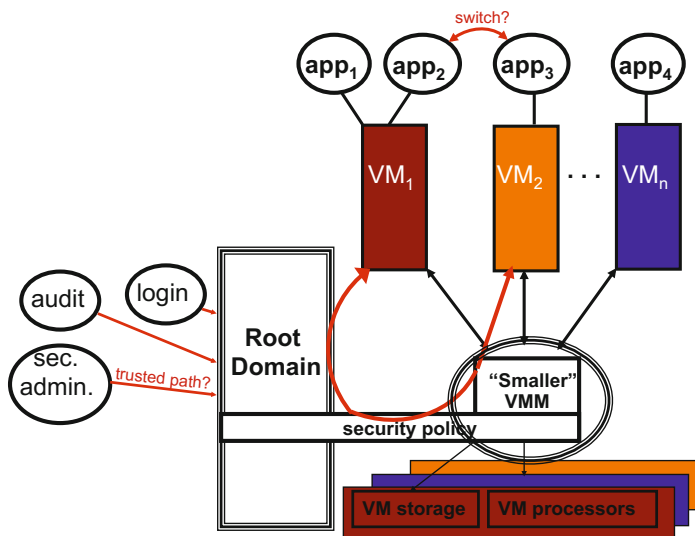 switch?
app₁
app₂
app₃
app₄
VM₁
VM₂
. . .
VMₙ
audit
login
sec.
admin.
trusted path?
Root
Domain
“Smaller”
VMM
security policy
VM storage
VM processors